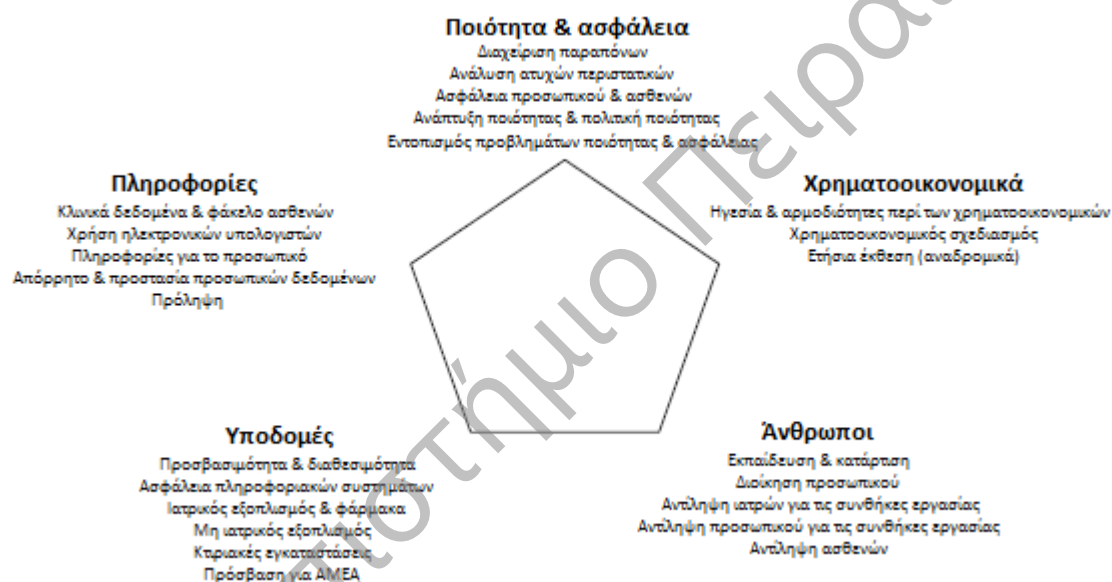 Ποιότητα & ασφάλεια
Διαχείριση παραπόνων
Ανάλυση ατυχών περιστατικών
Ασφάλεια προσωπικού & ασθενών
Ανάπτυξη ποιότητας & πολιτική ποιότητας
Εντοπισμός προβλημάτων ποιότητας & ασφάλειας
Πληροφορίες
Κλινικά δεδομένα & φάκελο ασθενών
Χρήση ηλεκτρονικών υπολογιστών
Πληροφορίες για το προσωπικό
Απόρρητο & προστασία προσωπικών δεδομένων
Πρόληψη
Χρηματοοικονομικά
Ηγεσία & αρμοδιότητες περί των χρηματοοικονομικών
Χρηματοοικονομικός σχεδιασμός
Ετήσια έκθεση (αναδρομικά)
Υποδομές
Προσβασιμότητα & διαθεσιμότητα
Ασφάλεια πληροφοριακών συστημάτων
Ιατρικός εξοπλισμός & φάρμακα
Μη ιατρικός εξοπλισμός
Κτιριακές εγκαταστάσεις
Πρόσβαση για ΑΜΕΑ
Άνθρωποι
Εκπαίδευση & κατάρτιση
Διοίκηση προσωπικού
Αντίληψη ιατρών για τις συνθήκες εργασίας
Αντίληψη προσωπικού για τις συνθήκες εργασίας
Αντίληψη ασθενών